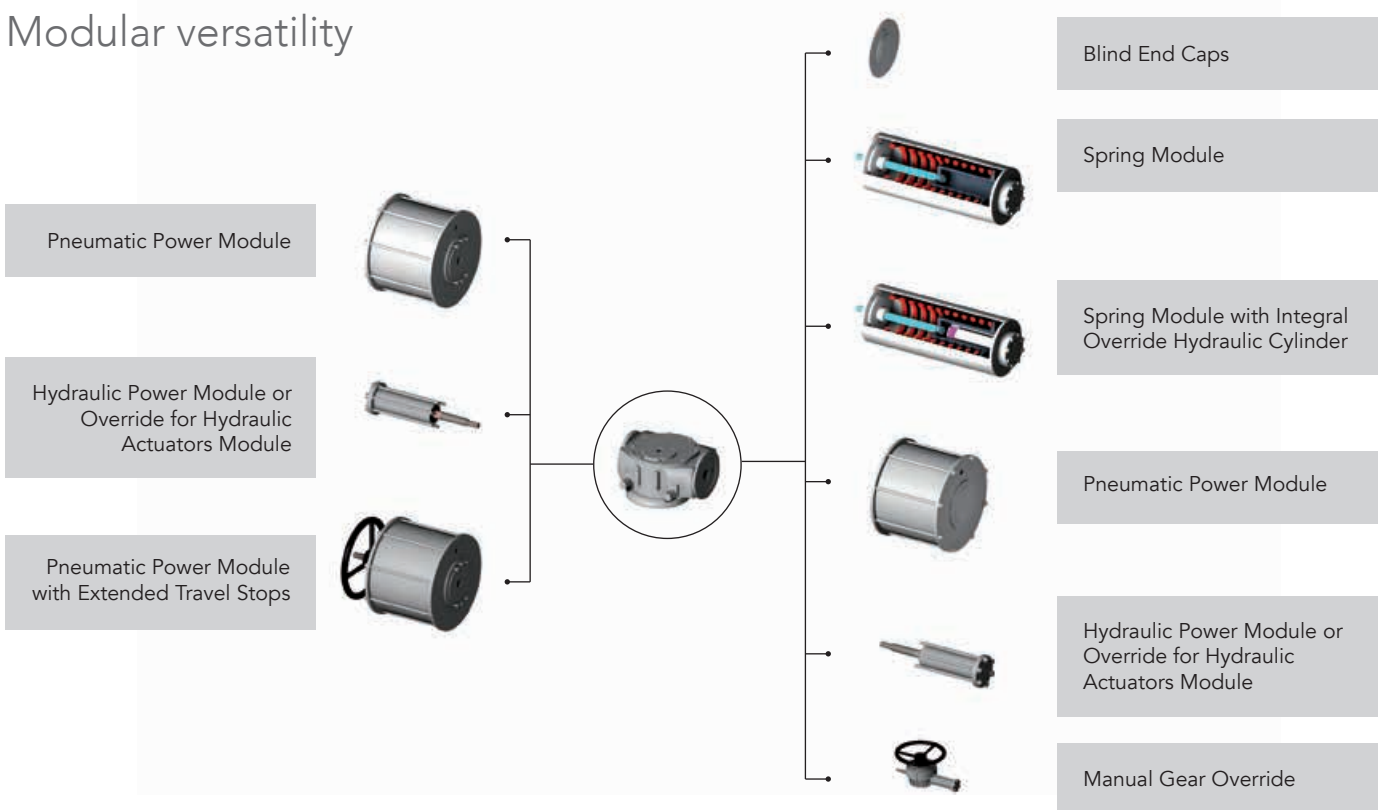 Modular versatility
Pneumatic Power Module
Hydraulic Power Module or
Override for Hydraulic
Actuators Module
Pneumatic Power Module
with Extended Travel Stops
Blind End Caps
Spring Module
Spring Module with Integral
Override Hydraulic Cylinder
Pneumatic Power Module
Hydraulic Power Module or
Override for Hydraulic
Actuators Module
Manual Gear Override